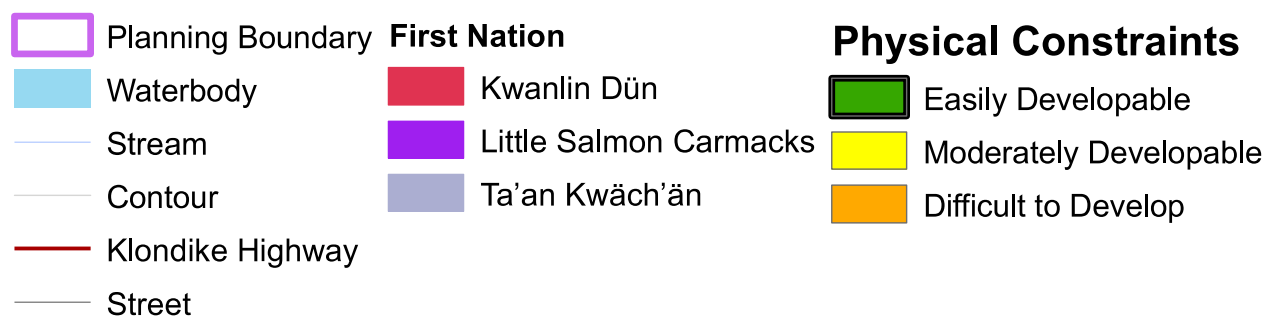 Planning Boundary
Waterbody
Stream
Contour
Klondike Highway
Street
First Nation
Kwanlin Dün
Little Salmon Carmacks
Ta’an Kwäch’än
Physical Constraints
Easily Developable
Moderately Developable
Difficult to Develop